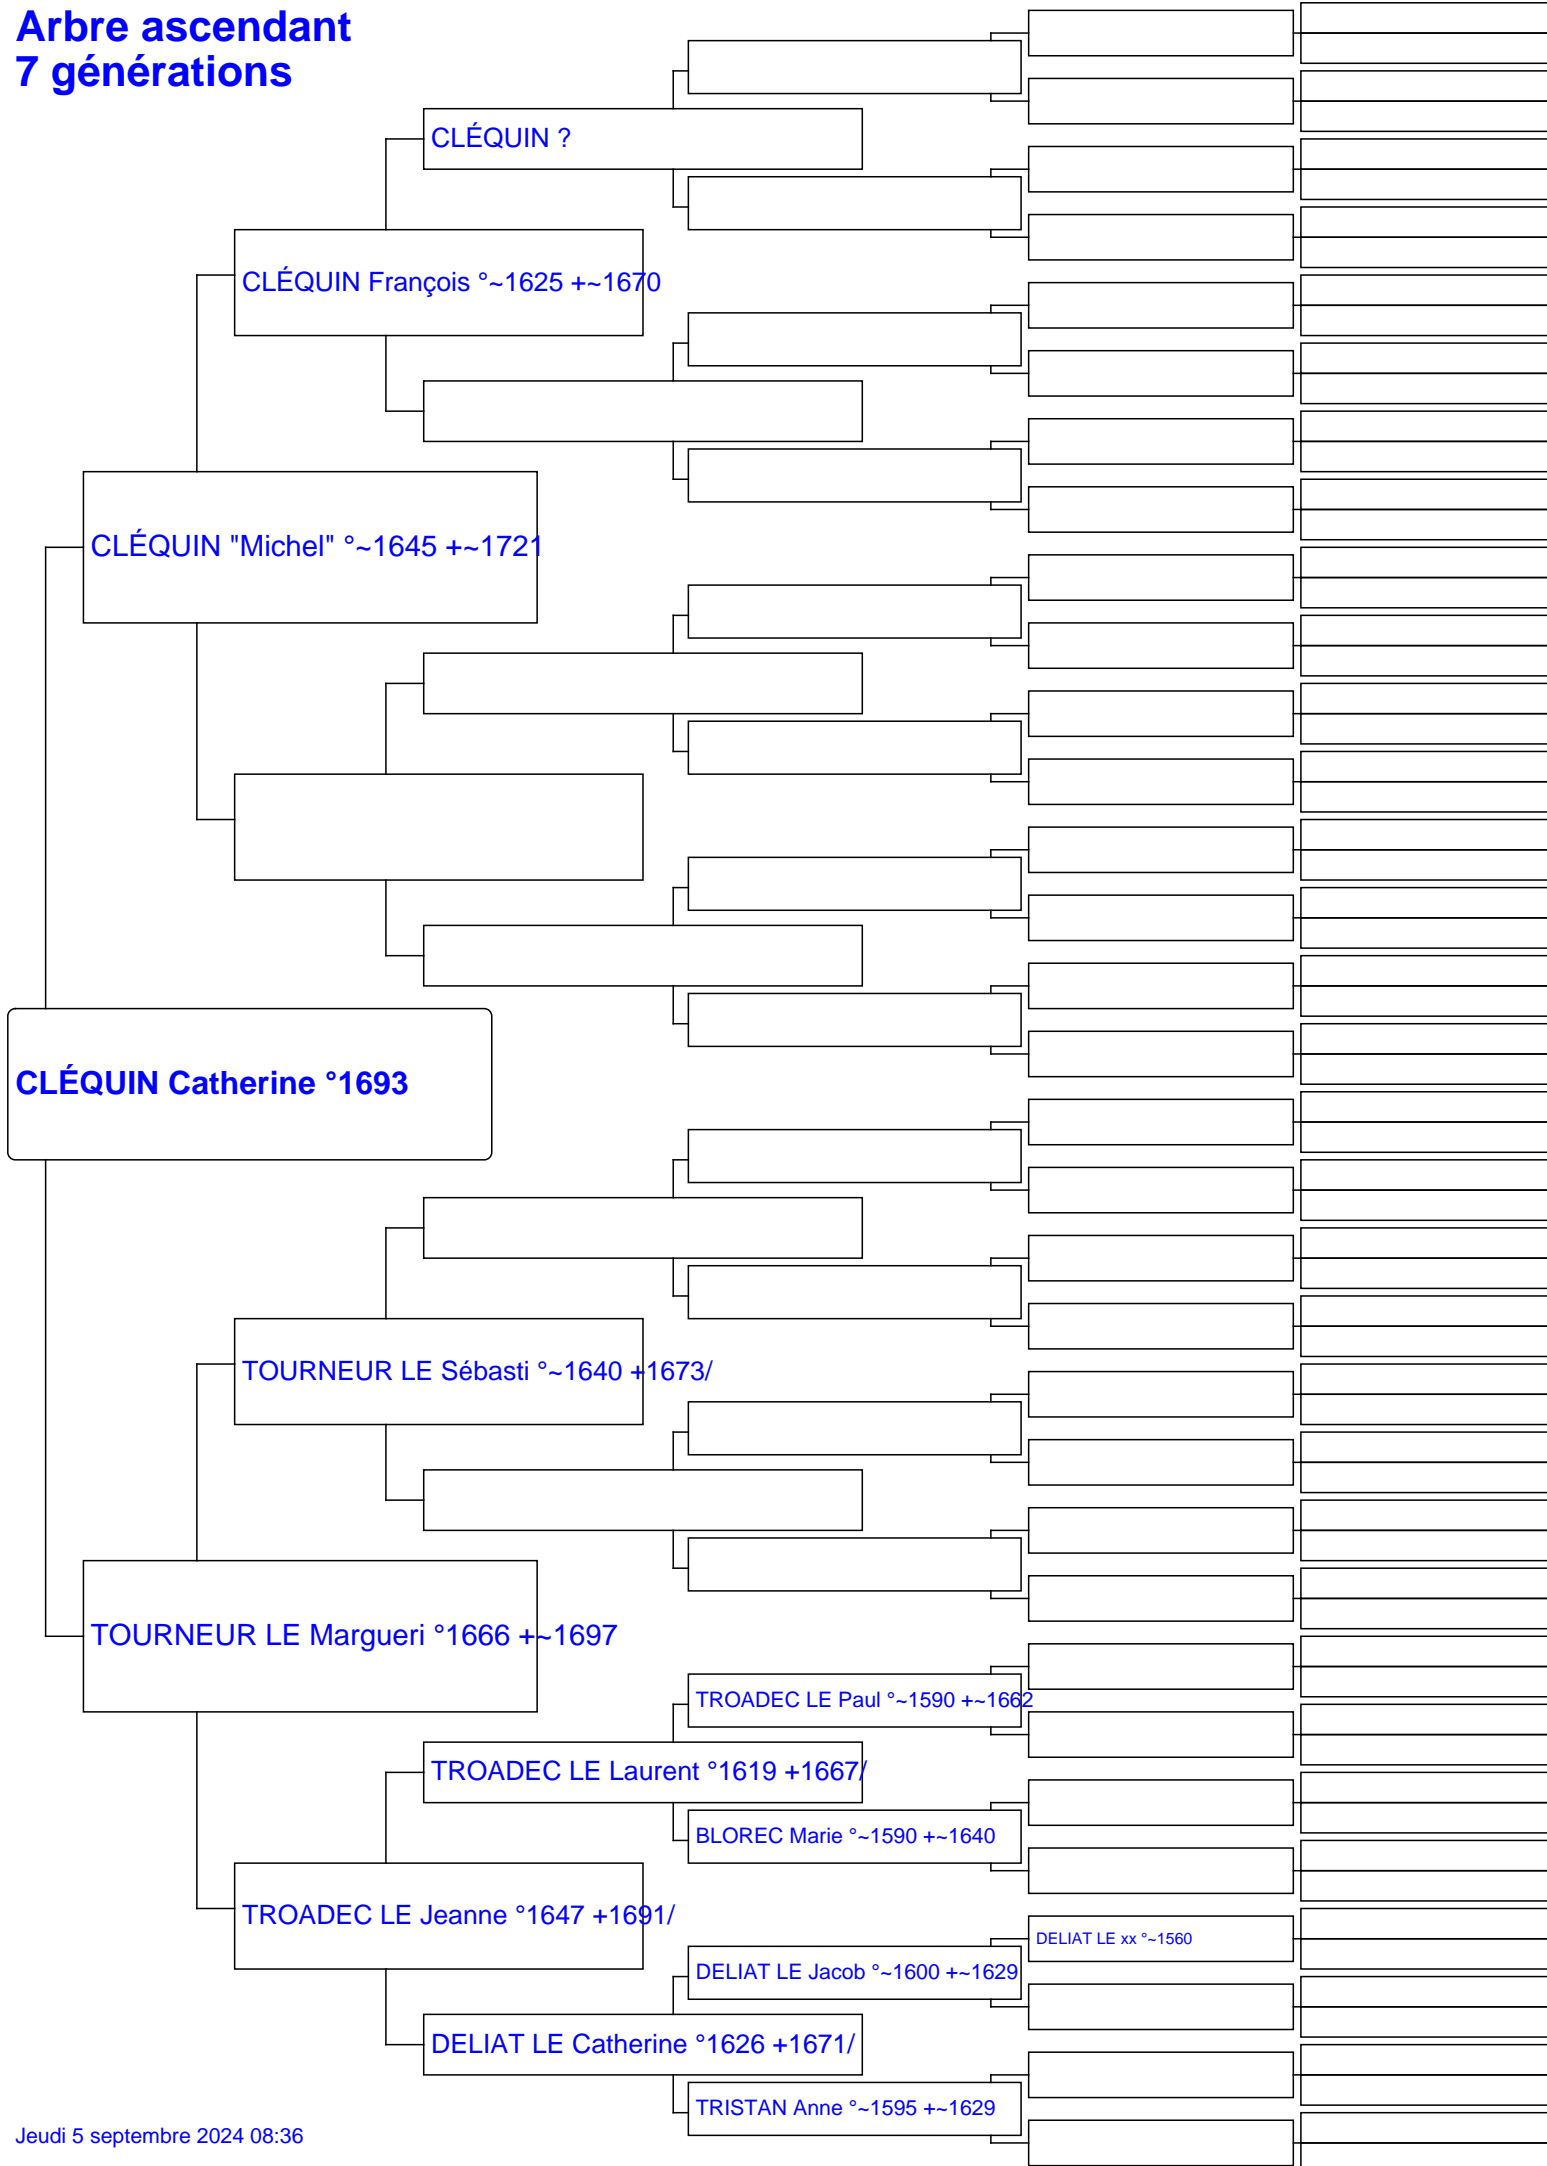 Arbre ascendant
7 générations
CLÉQUIN ?
CLÉQUIN François °~1625 +~1670
CLÉQUIN "Michel" °~1645 +~1721
CLÉQUIN Catherine °1693
TOURNEUR LE Sébasti °~1640 +1673/
TOURNEUR LE Margueri °1666 +~1697
TROADEC LE Paul °~1590 +~1662
TROADEC LE Laurent °1619 +1667/
BLOREC Marie °~1590 +~1640
TROADEC LE Jeanne °1647 +1691/
DELIAT LE xx °~1560
DELIAT LE Jacob °~1600 +~1629
DELIAT LE Catherine °1626 +1671/
TRISTAN Anne °~1595 +~1629
Jeudi 5 septembre 2024 08:36